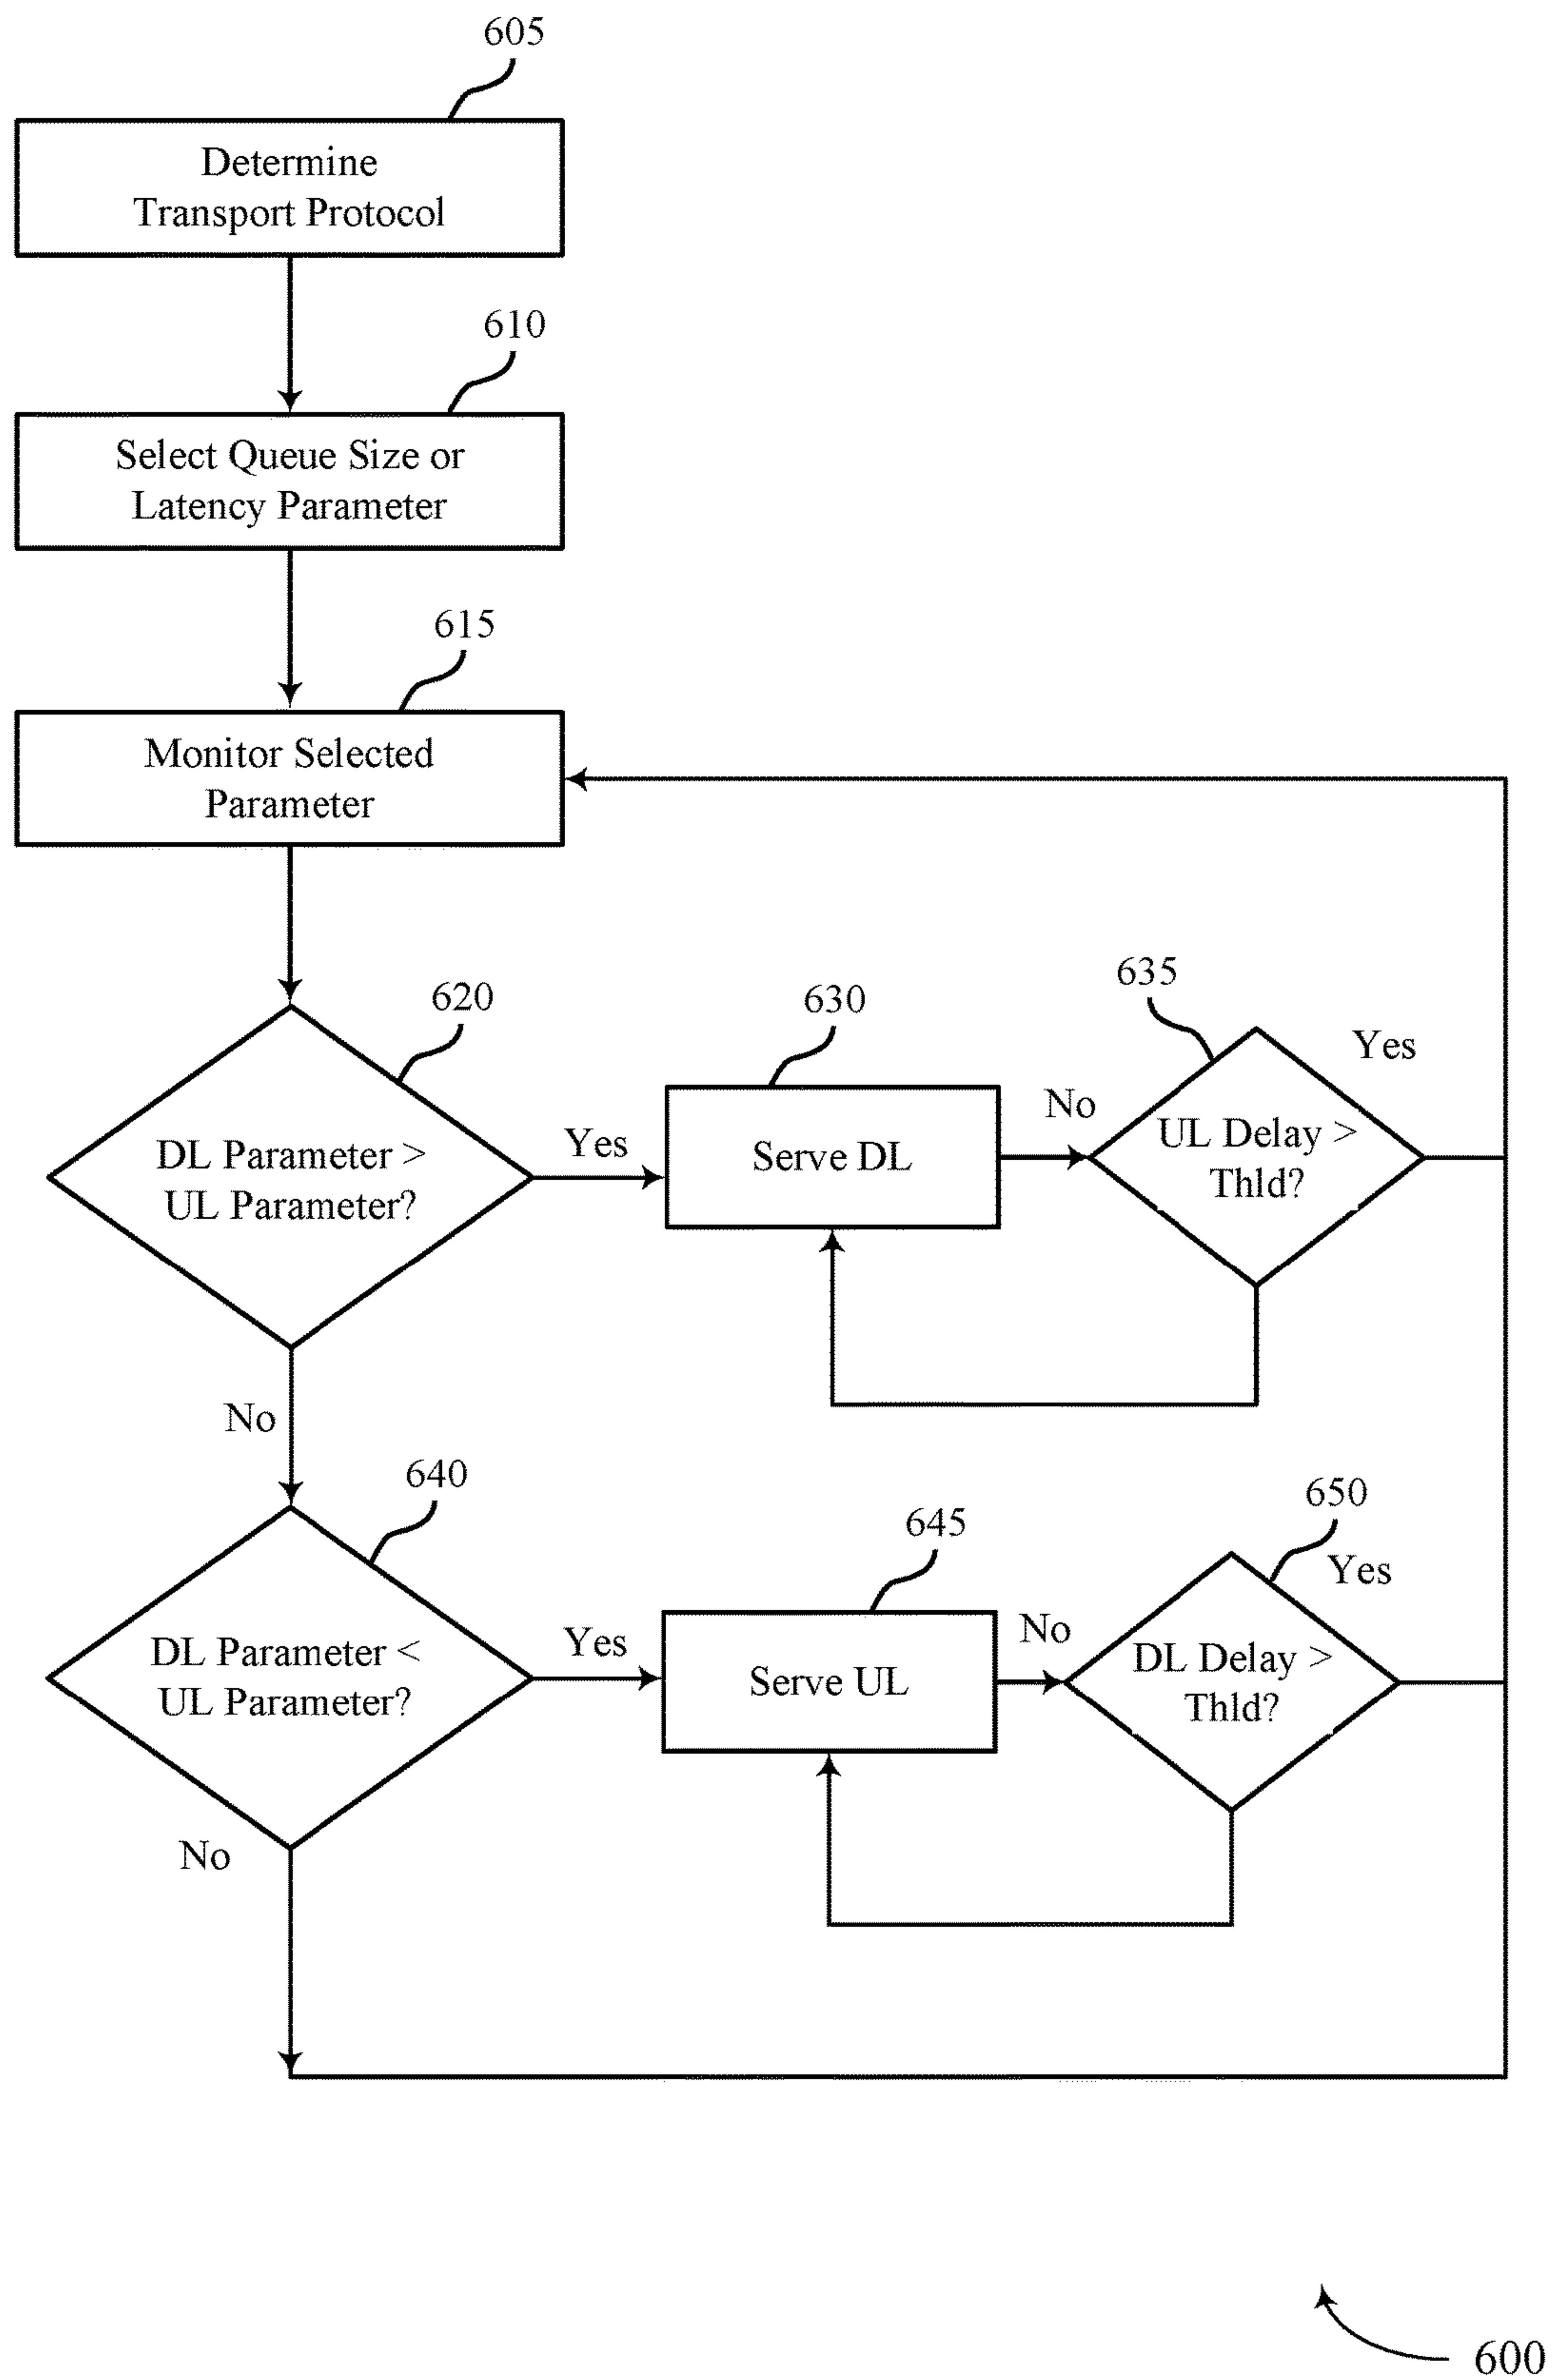 605
Determine
Transport Protocol
610
Select Queue Size or
Latency Parameter
615
Monitor Selected
Parameter
620
DL Parameter >
UL Parameter?
Yes
630
Serve DL
No
635
UL Delay >
Thld?
Yes
No
640
DL Parameter <
UL Parameter?
Yes
645
Serve UL
No
650
DL Delay >
Thld?
Yes
No
600